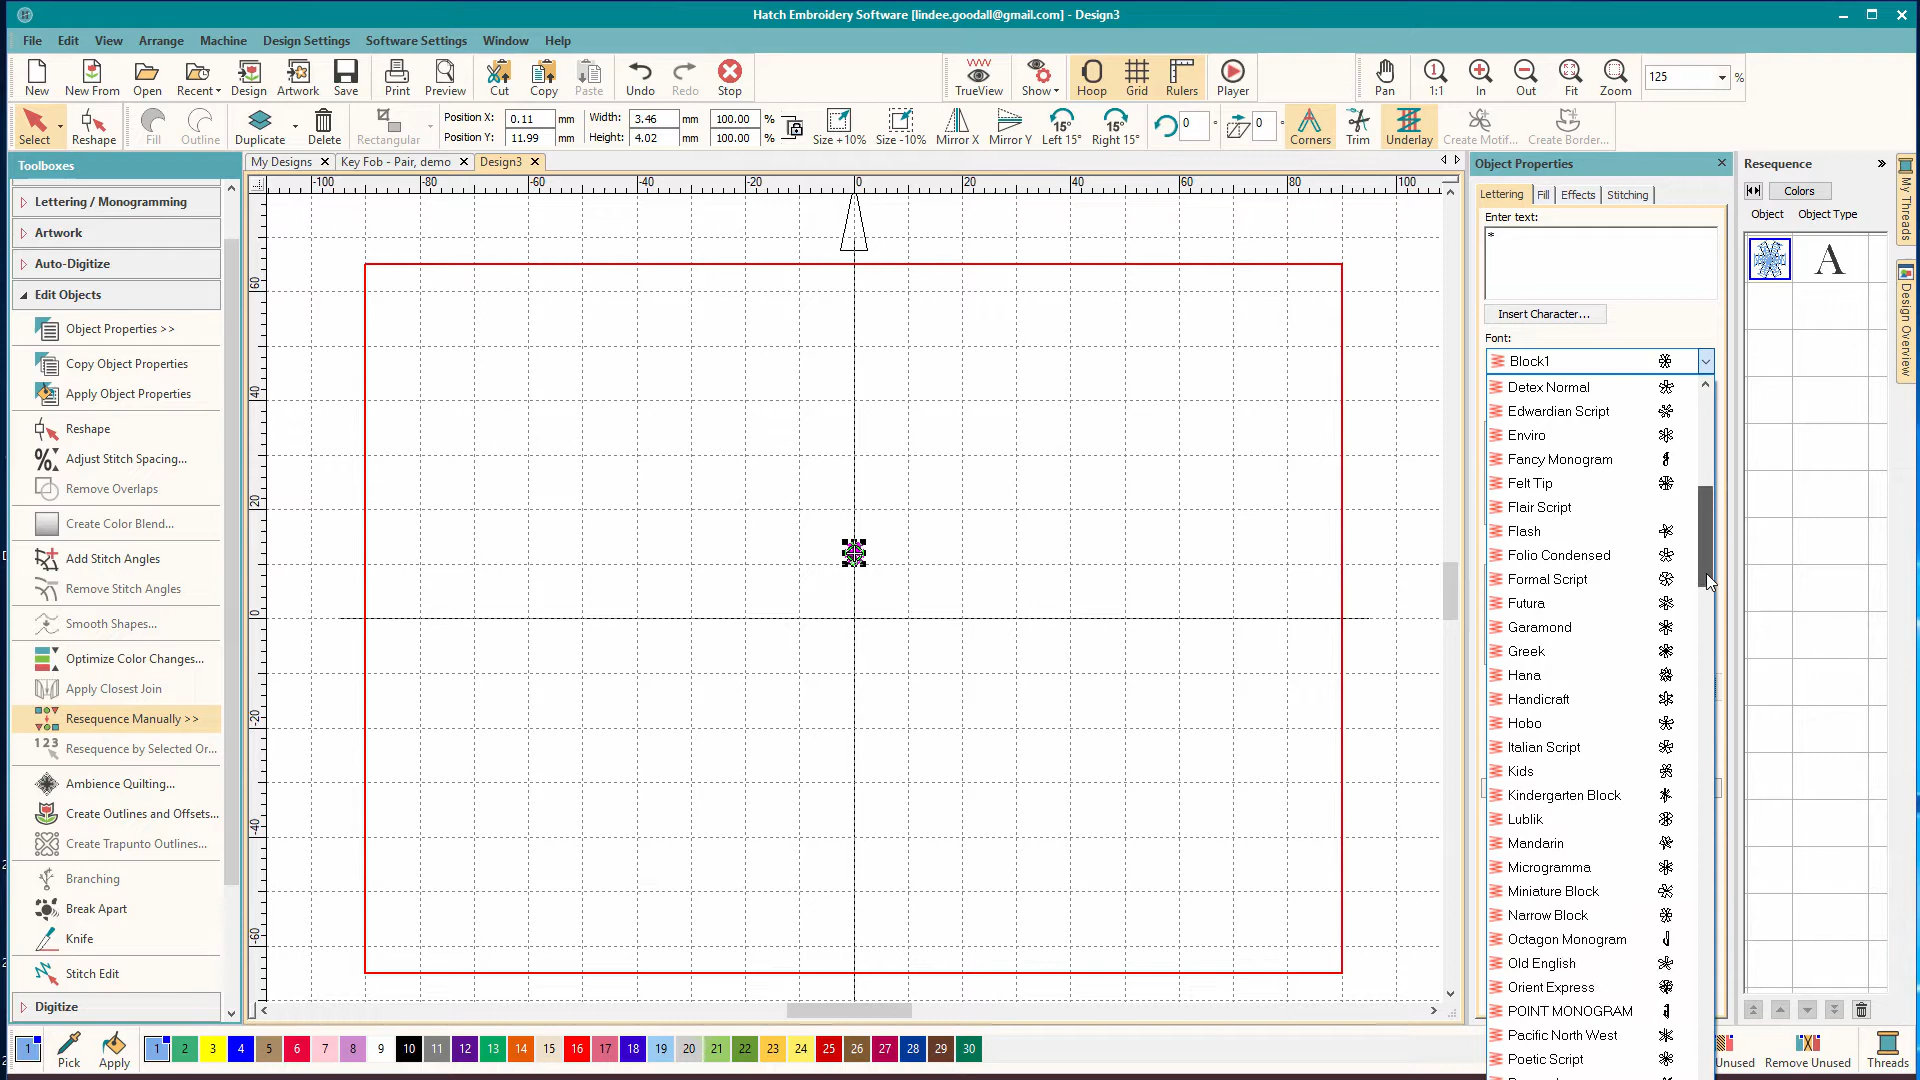 Hatch Embroidery Software [lindee.goodall@gmail.com] - Design3
File Edit View Arrange Machine Design Settings Software Settings Window Help
New New From Open Recent Design Artwork Save Print Preview Cut Copy Paste Undo Redo Stop TrueView Show Hoop Grid Rulers Player Pan 1:1 In Out Fit Zoom 125 %
Select Reshape Fill Outline Duplicate Delete Rectangular Size +10% Size -10% Mirror X Mirror Y Left 15° Right 15° Corners Trim Underlay Create Motif... Create Border...
Position X: 0.11 mm Width: 3.46 mm 100.00 % 0 ° 0 °
Position Y: 11.99 mm Height: 4.02 mm 100.00 %
Toolboxes
Lettering / Monogramming
Artwork
Auto-Digitize
Edit Objects
Object Properties >>
Copy Object Properties
Apply Object Properties
Reshape
Adjust Stitch Spacing...
Remove Overlaps
Create Color Blend...
Add Stitch Angles
Remove Stitch Angles
Smooth Shapes...
Optimize Color Changes...
Apply Closest Join
Resequence Manually >>
Resequence by Selected Or...
Ambience Quilting...
Create Outlines and Offsets...
Create Trapunto Outlines...
Branching
Break Apart
Knife
Stitch Edit
Digitize
My Designs Key Fob - Pair, demo Design3
-100 -80 -60 -40 -20 0 20 40 60 80 100
60
40
20
0
-20
-40
-60
Object Properties
Lettering Fill Effects Stitching
Enter text:
*
Insert Character...
Font:
Block1
Detex Normal
Edwardian Script
Enviro
Fancy Monogram
Felt Tip
Flair Script
Flash
Folio Condensed
Formal Script
Futura
Garamond
Greek
Hana
Handicraft
Hobo
Italian Script
Kids
Kindergarten Block
Lublik
Mandarin
Microgramma
Miniature Block
Narrow Block
Octagon Monogram
Old English
Orient Express
POINT MONOGRAM
Pacific North West
Poetic Script
Resequence
Colors
Object Object Type
A
My Threads
Design Overview
1 Pick Apply 1 2 3 4 5 6 7 8 9 10 11 12 13 14 15 16 17 18 19 20 21 22 23 24 25 26 27 28 29 30 Unused Remove Unused Threads